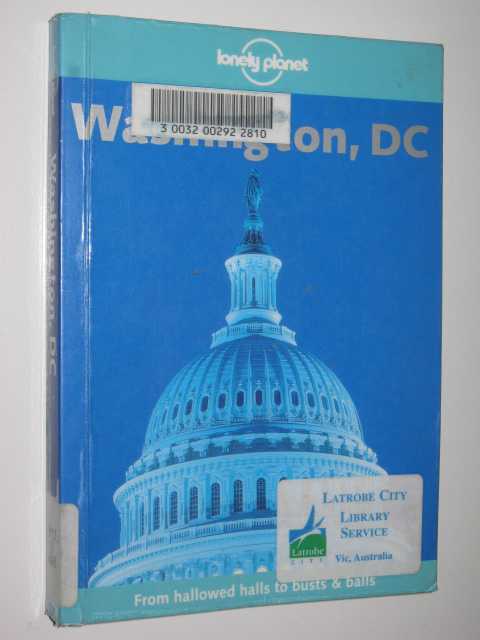 lonely planet
3 0032 00292 2810
Washington, DC
Washington, DC
LATROBE CITY
LIBRARY
SERVICE
Latrobe
CITY
Vic, Australia
From hallowed halls to busts & balls